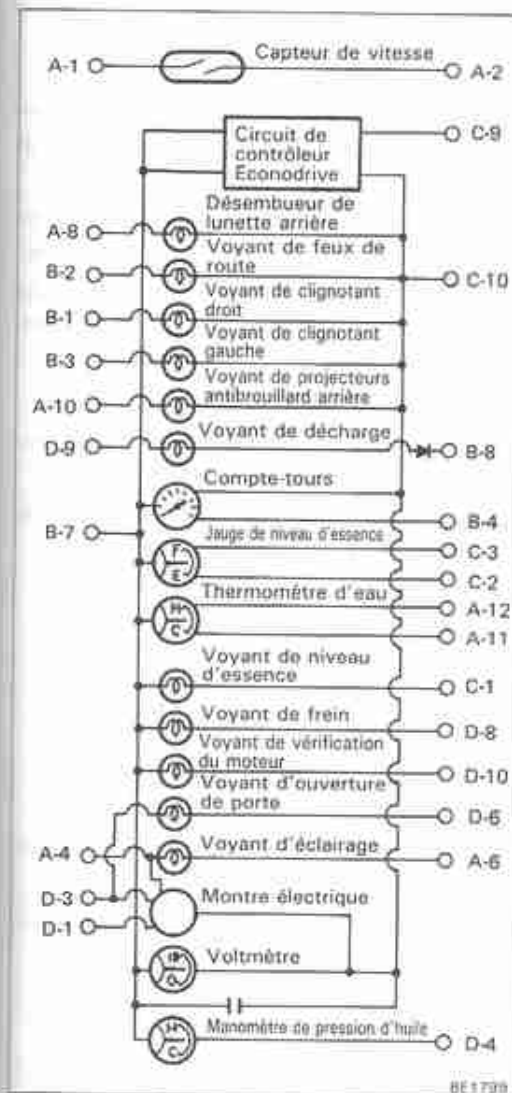 Capteur de vitesse
A-1 A-2
C-9
Circuit de
contrôleur
Econodrive
Désembueur de
lunette arrière
A-8
Voyant de feux de
route
B-2 C-10
Voyant de clignotant
droit
B-1
Voyant de clignotant
gauche
B-3
Voyant de projecteurs
antibrouillard arrière
A-10
Voyant de décharge
D-9 B-8
Compte-tours
B-4
B-7
Jauge de niveau d'essence
F
E
C-3
C-2
Thermomètre d'eau
H
C
A-12
A-11
Voyant de niveau
d'essence
C-1
Voyant de frein
D-8
Voyant de vérification
du moteur
D-10
Voyant d'ouverture
de porte
D-6
Voyant d'éclairage
A-4 A-6
D-3
Montre électrique
D-1
Voltmètre
Manomètre de pression d'huile
D-4
BE1799